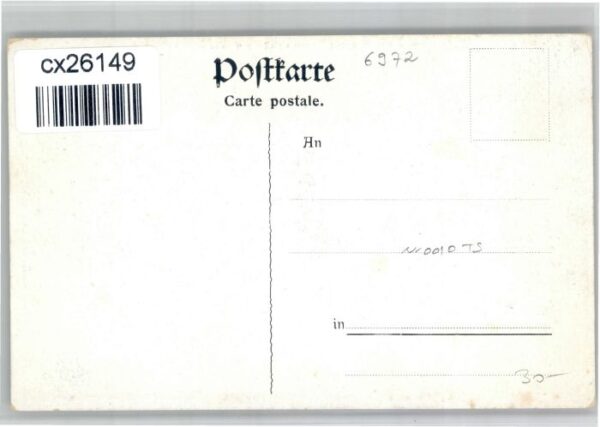 cx26149
Postkarte
6972
Carte postale.
An
in